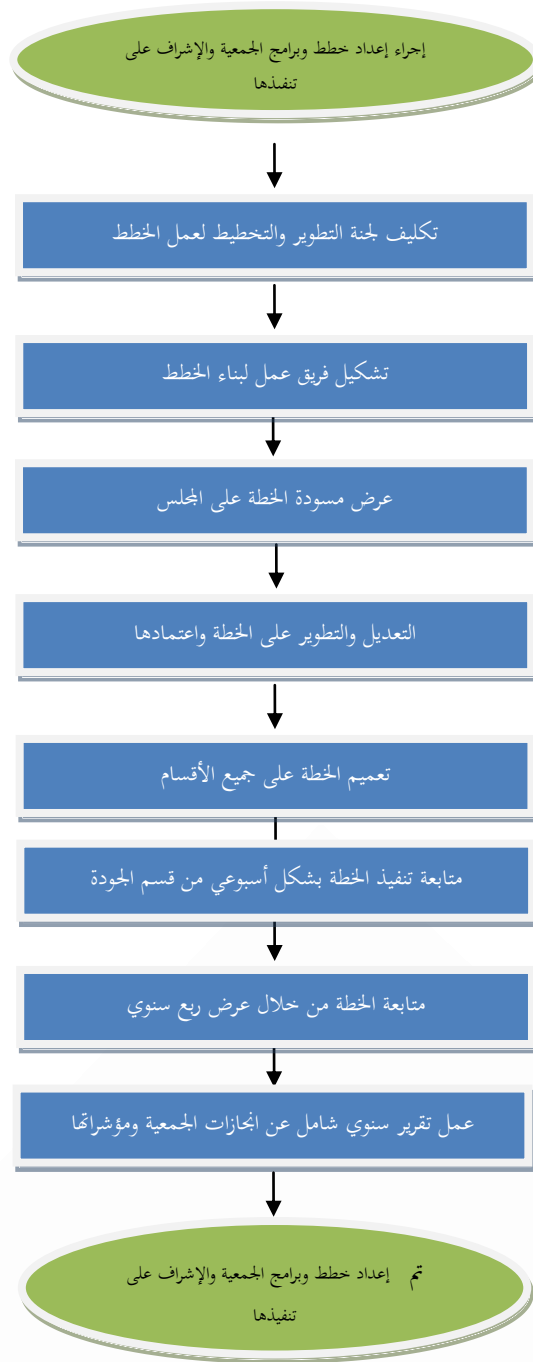 إجراء إعداد خطط وبرامج الجمعية والإشراف على
تنفيذها
تكليف لجنة التطوير والتخطيط لعمل الخطط
تشكيل فريق عمل لبناء الخطط
عرض مسودة الخطة على المجلس
التعديل والتطوير على الخطة واعتمادها
تعميم الخطة على جميع الأقسام
متابعة تنفيذ الخطة بشكل أسبوعي من قسم الجودة
متابعة الخطة من خلال عرض ربع سنوي
عمل تقرير سنوي شامل عن انجازات الجمعية ومؤشراتها
تم إعداد خطط وبرامج الجمعية والإشراف على
تنفيذها